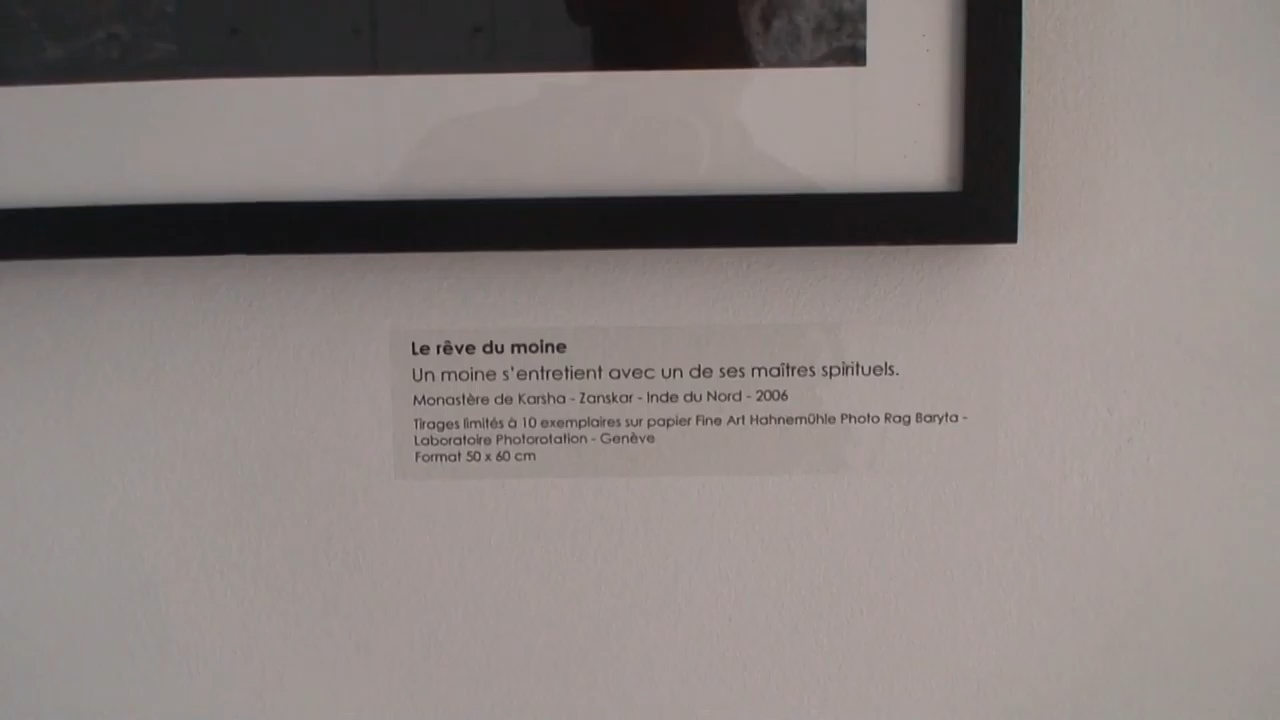 Le rêve du moine
Un moine s'entretient avec un de ses maîtres spirituels.
Monastère de Karsha - Zanskar - Inde du Nord - 2006
Tirages limités à 10 exemplaires sur papier Fine Art Hahnemühle Photo Rag Baryta -
Laboratoire Photorotation - Genève
Format 50 x 60 cm